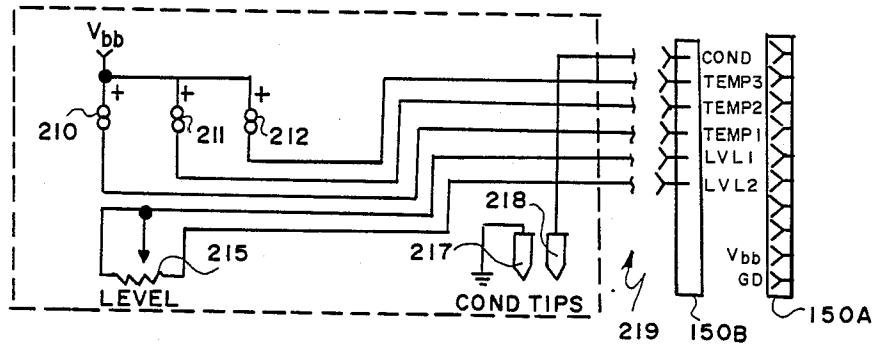 Vbb
+ + +
210
211
212
COND
TEMP3
TEMP2
TEMP1
LVL1
LVL2
218
217
215
LEVEL
COND TIPS
Vbb
GD
219
150B
150A